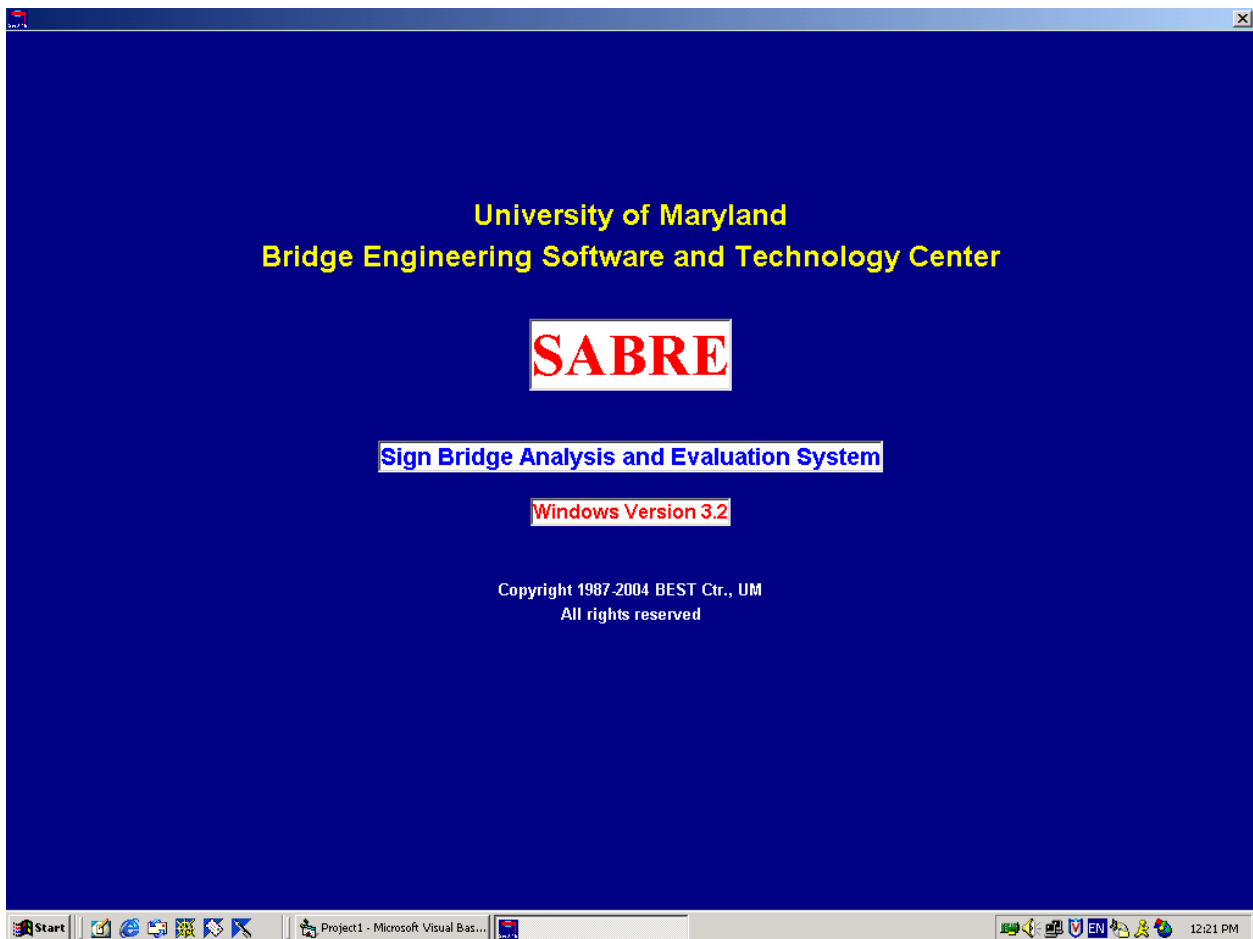 University of Maryland
Bridge Engineering Software and Technology Center
SABRE
Sign Bridge Analysis and Evaluation System
Windows Version 3.2
Copyright 1987-2004 BEST Ctr., UM
All rights reserved
Start
Project1 - Microsoft Visual Bas...
EN
12:21 PM